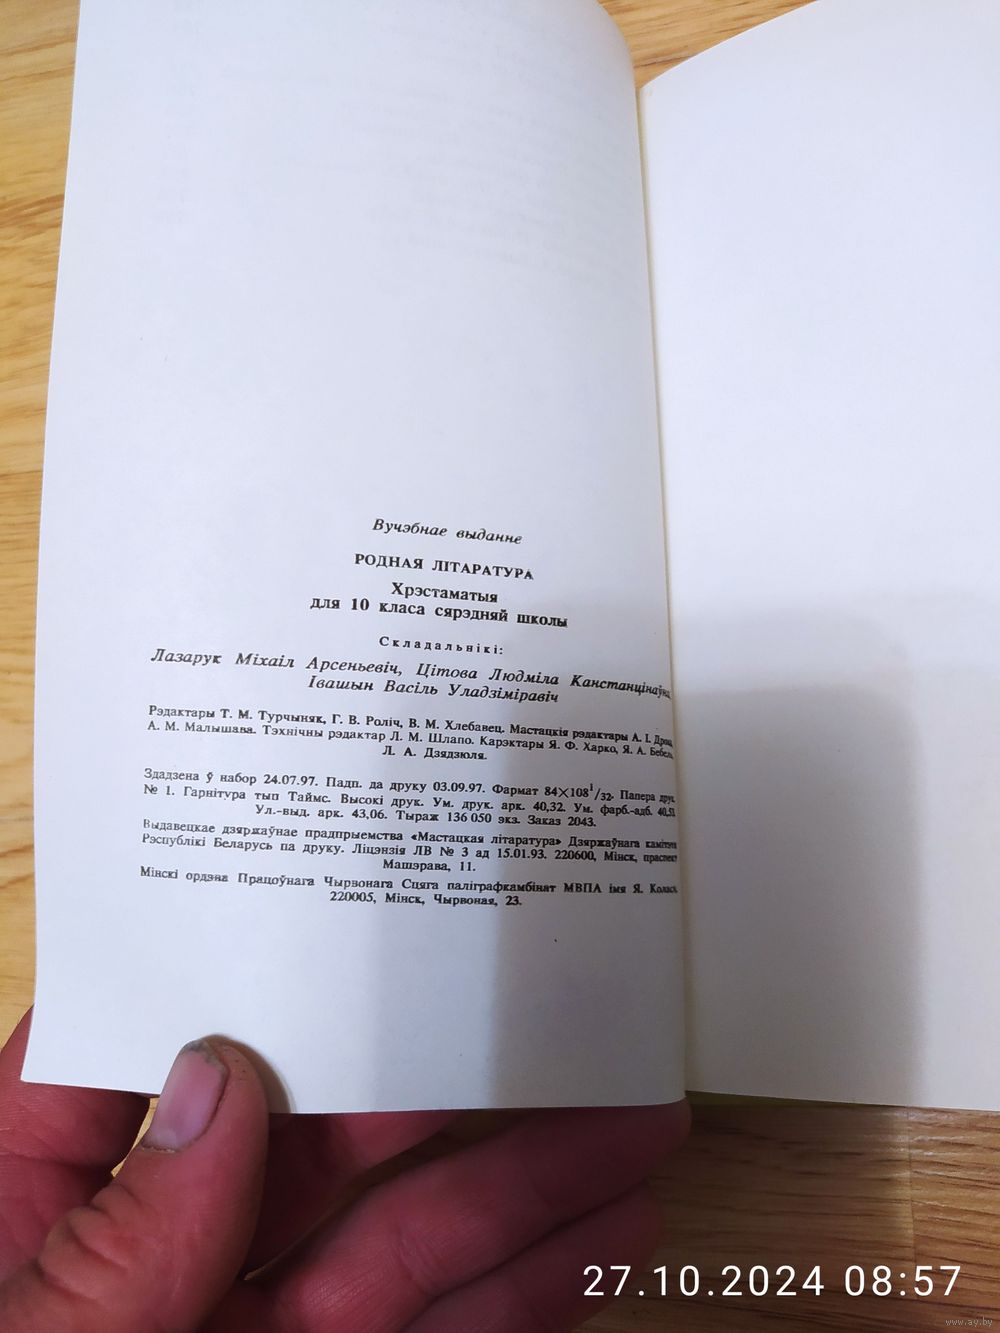 Вучэбнае выданне
РОДНАЯ ЛІТАРАТУРА
Хрэстаматыя
для 10 класа сярэдняй школы
Складальнікі:
Лазарук Міхаіл Арсеньевіч, Цітова Людміла Канстанцінаўна,
Івашын Васіль Уладзіміравіч
Рэдактары Т. М. Турчыняк, Г. В. Роліч, В. М. Хлебавец. Мастацкія рэдактары А. І. Дрозд,
А. М. Малышава. Тэхнічны рэдактар Л. М. Шлапо. Карэктары Я. Ф. Харко, Я. А. Бебель,
Л. А. Дзядзюля.
Здадзена ў набор 24.07.97. Падп. да друку 03.09.97. Фармат 84×108¹/32. Папера друк.
№ 1. Гарнітура тып Таймс. Высокі друк. Ум. друк. арк. 40,32. Ум. фарб.-адб. 40,53.
Ул.-выд. арк. 43,06. Тыраж 136 050 экз. Заказ 2043.
Выдавецкае дзяржаўнае прадпрыемства «Мастацкая літаратура» Дзяржаўнага камітэта
Рэспублікі Беларусь па друку. Ліцэнзія ЛВ № 3 ад 15.01.93. 220600, Мінск, праспект
Машэрава, 11.
Мінскі ордэна Працоўнага Чырвонага Сцяга паліграфкамбінат МВПА імя Я. Коласа.
220005, Мінск, Чырвоная, 23.
27.10.2024 08:57
www.ay.by